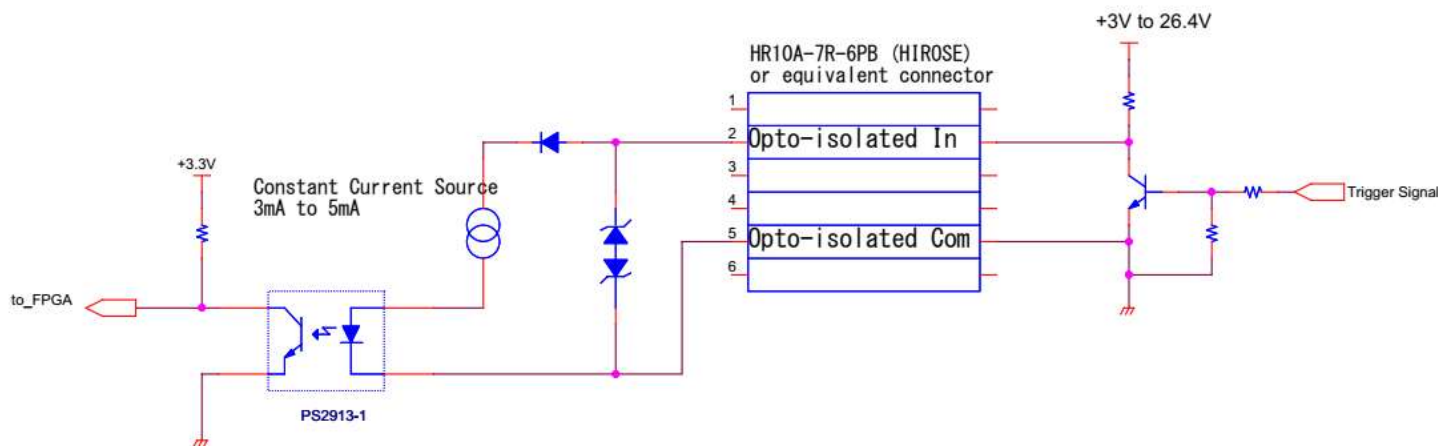 +3V to 26.4V
HR10A-7R-6PB (HIROSE)
or equivalent connector
1
2
Opto-isolated In
3
4
5
Opto-isolated Com
6
+3.3V
Constant Current Source
3mA to 5mA
Trigger Signal
to_FPGA
PS2913-1